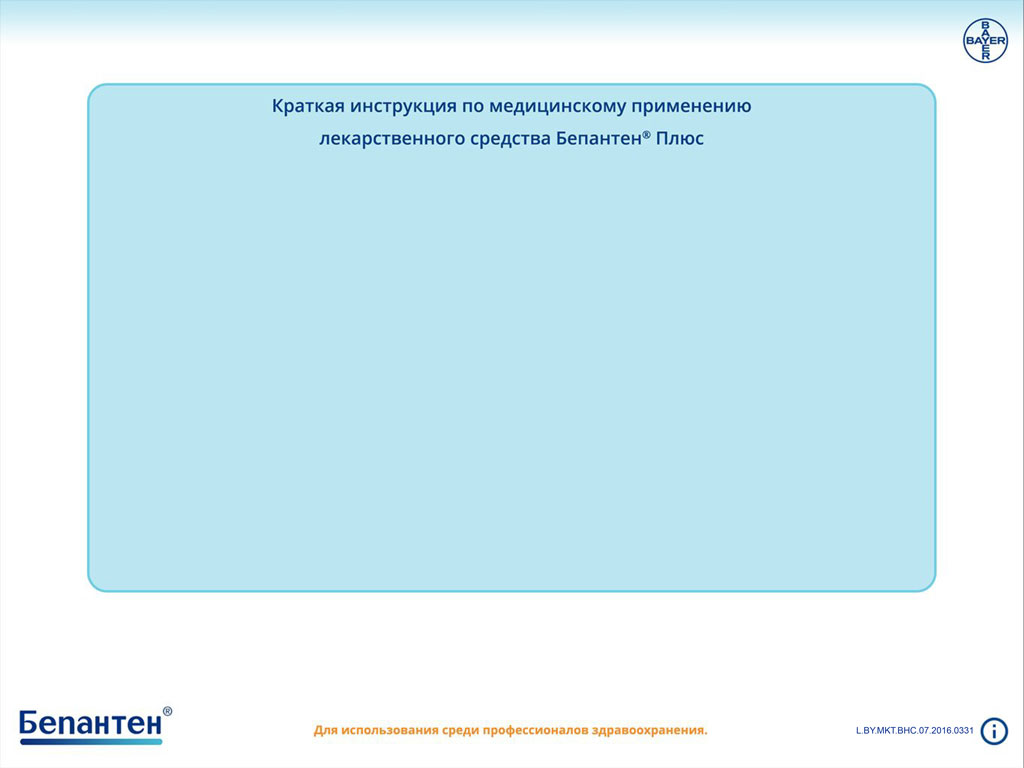 BAYER
BAYER
Краткая инструкция по медицинскому применению
лекарственного средства Бепантен® Плюс
Бепантен®
Для использования среди профессионалов здравоохранения.
L.BY.MKT.BHC.07.2016.0331
i